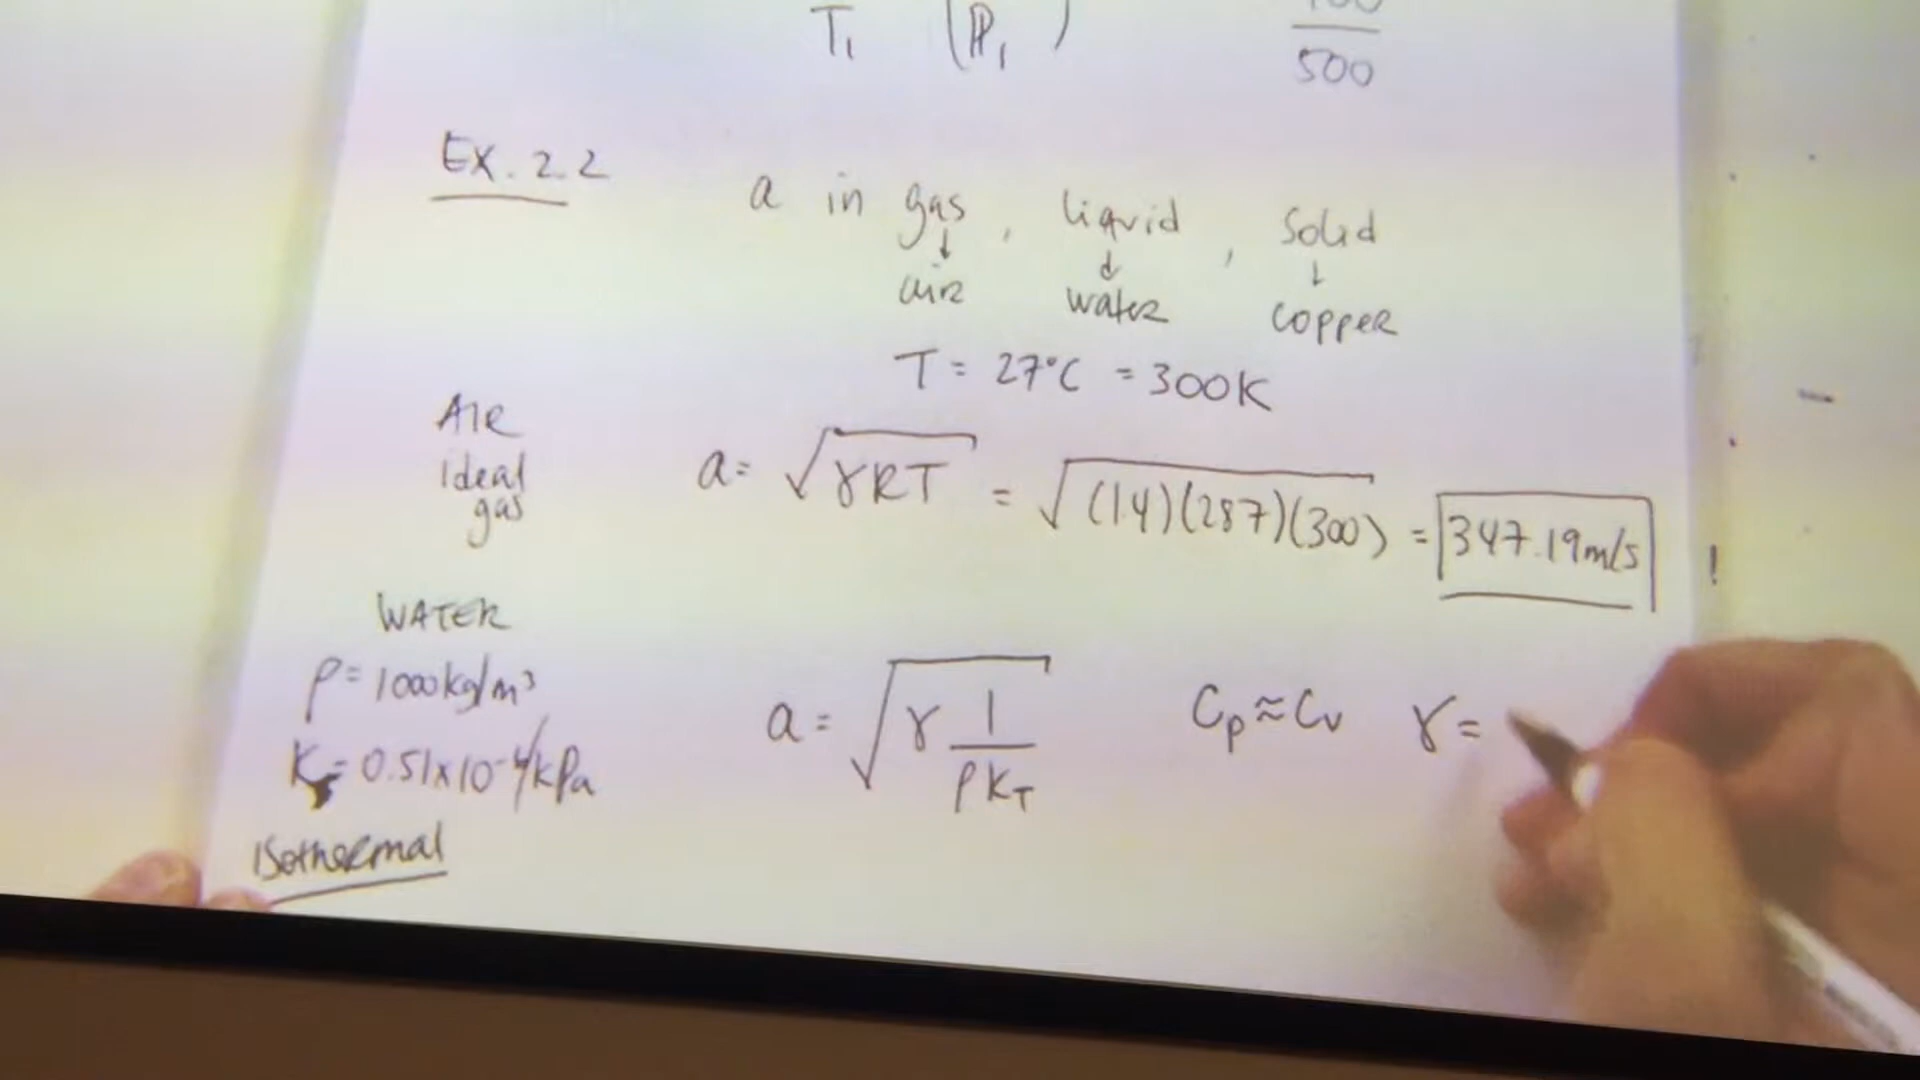 T₁ (P₁ )
500
Ex. 2.2
a in gas, liquid, solid
↓ ↓ ↓
air water copper
T = 27°C = 300K
AIR
ideal
gas
a = √γRT = √(1.4)(287)(300) = 347.19m/s !
WATER
ρ = 1000kg/m³
K = 0.51x10⁻⁴/kPa
Isothermal
a = √γ 1/ρK_T Cp ≈ Cv γ =